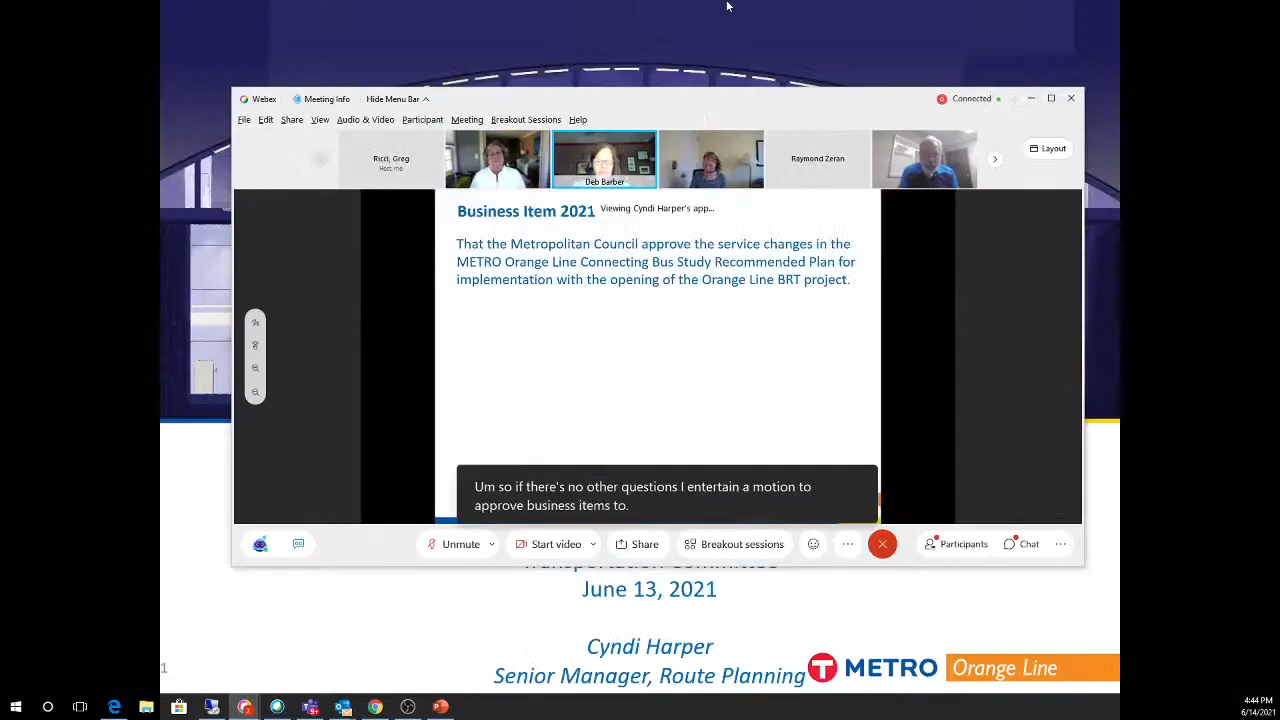 Webex
Meeting Info
Hide Menu Bar
Connected
File Edit Share View Audio & Video Participant Meeting Breakout Sessions Help
Ricci, Greg
Host, me
Deb Barber
Raymond Zeran
Layout
Business Item 2021
Viewing Cyndi Harper's app...
That the Metropolitan Council approve the service changes in the
METRO Orange Line Connecting Bus Study Recommended Plan for
implementation with the opening of the Orange Line BRT project.
Um so if there's no other questions I entertain a motion to
approve business items to.
Unmute
Start video
Share
Breakout sessions
Participants
Chat
June 13, 2021
Cyndi Harper
Senior Manager, Route Planning
T METRO Orange Line
1
4:44 PM
6/14/2021